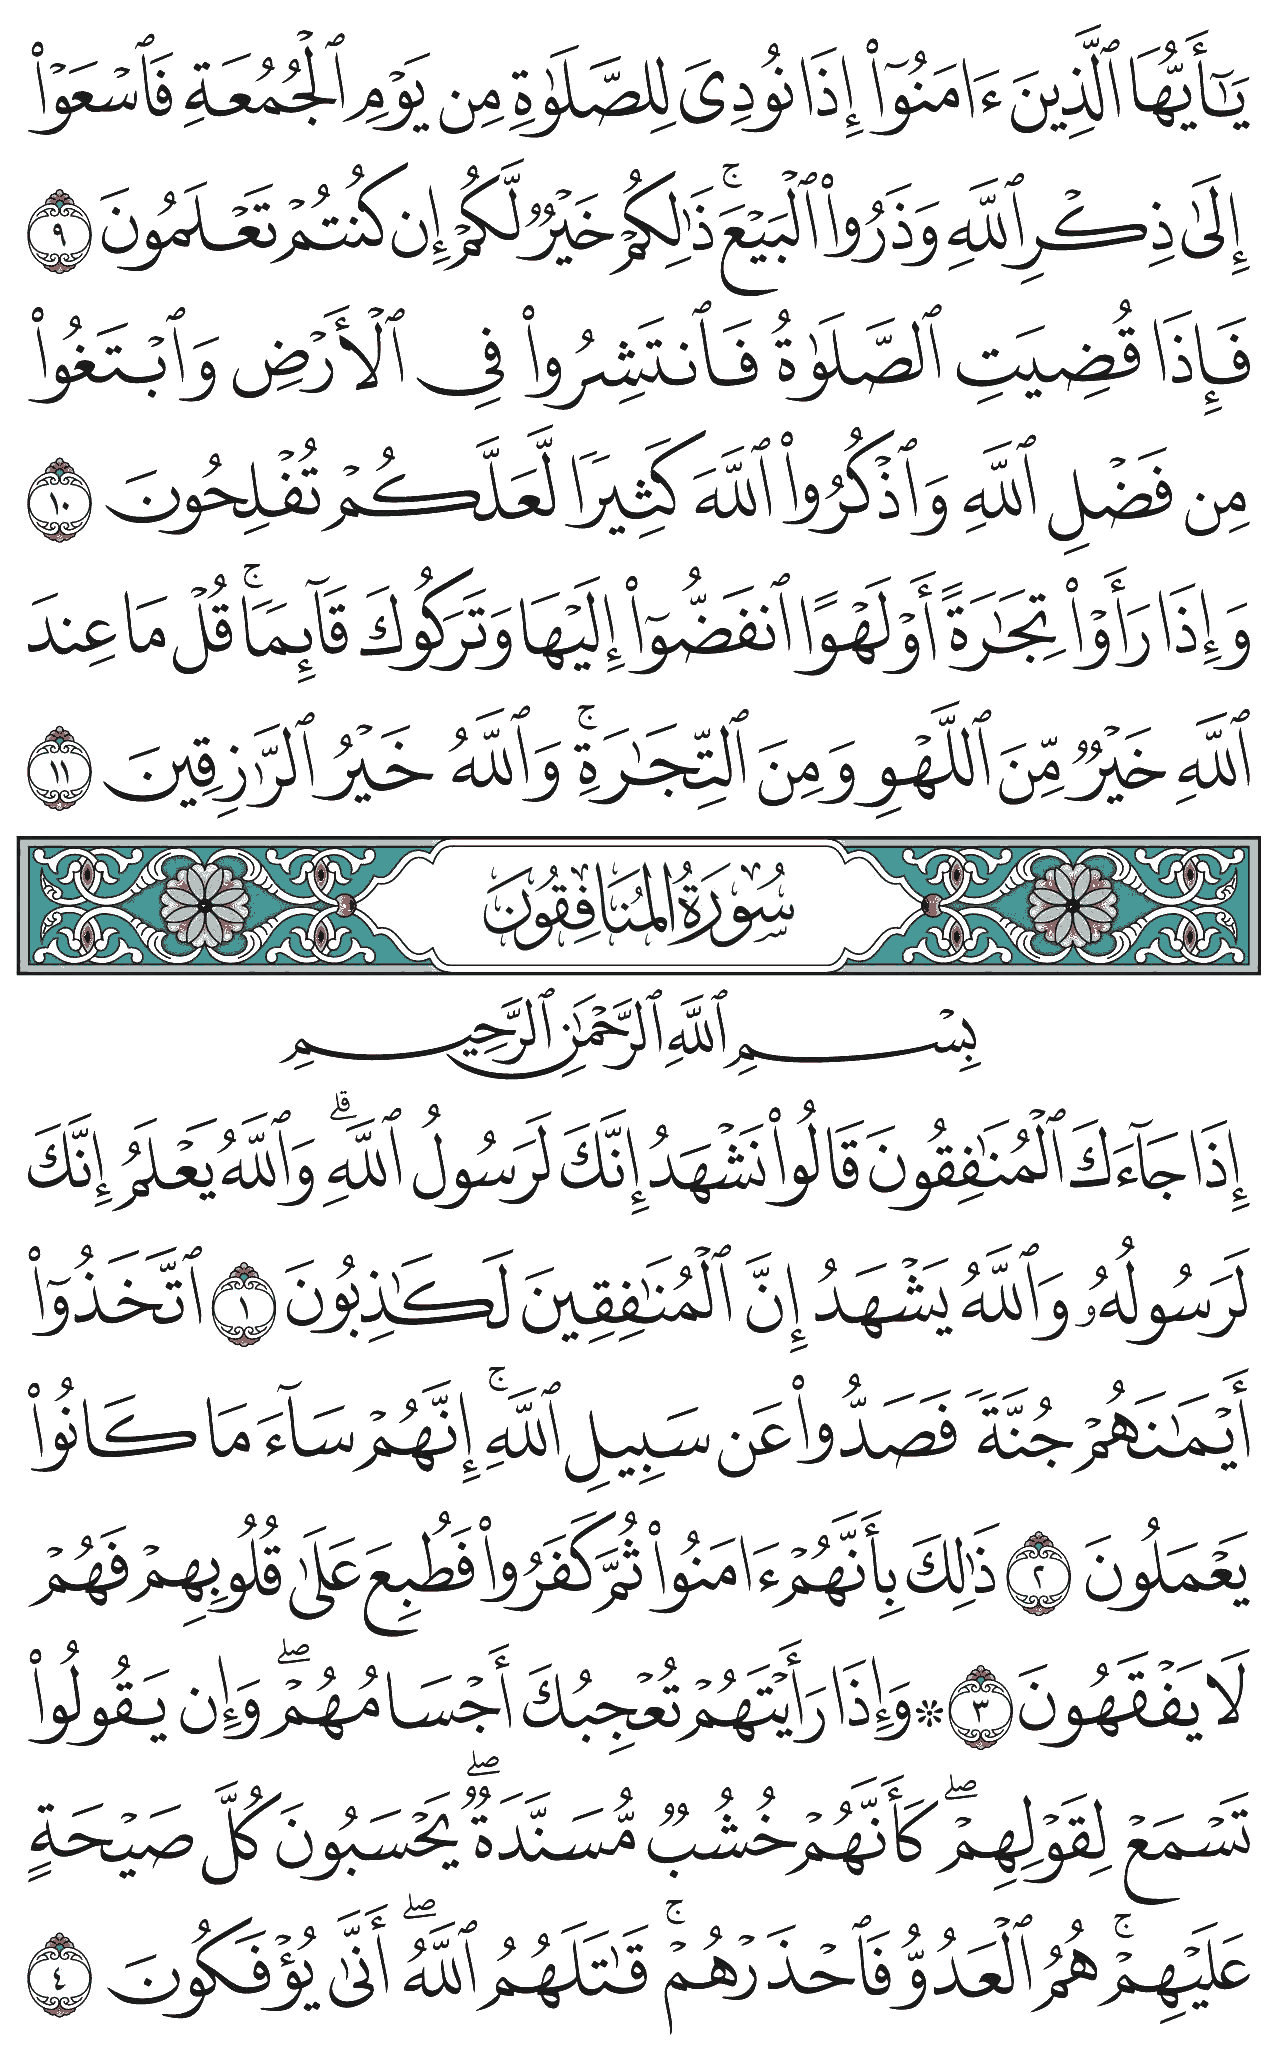 يَـٰٓأَيُّهَا ٱلَّذِينَ ءَامَنُوٓا۟ إِذَا نُودِىَ لِلصَّلَوٰةِ مِن يَوْمِ ٱلْجُمُعَةِ فَٱسْعَوْا۟
إِلَىٰ ذِكْرِ ٱللَّهِ وَذَرُوا۟ ٱلْبَيْعَ ۚ ذَٰلِكُمْ خَيْرٌ لَّكُمْ إِن كُنتُمْ تَعْلَمُونَ ٩
فَإِذَا قُضِيَتِ ٱلصَّلَوٰةُ فَٱنتَشِرُوا۟ فِى ٱلْأَرْضِ وَٱبْتَغُوا۟
مِن فَضْلِ ٱللَّهِ وَٱذْكُرُوا۟ ٱللَّهَ كَثِيرًا لَّعَلَّكُمْ تُفْلِحُونَ ١٠
وَإِذَا رَأَوْا۟ تِجَـٰرَةً أَوْ لَهْوًا ٱنفَضُّوٓا۟ إِلَيْهَا وَتَرَكُوكَ قَآئِمًا ۚ قُلْ مَا عِندَ
ٱللَّهِ خَيْرٌ مِّنَ ٱللَّهْوِ وَمِنَ ٱلتِّجَـٰرَةِ ۚ وَٱللَّهُ خَيْرُ ٱلرَّٰزِقِينَ ١١
سُورَةُ الْمُنَافِقُونَ
بِسْمِ ٱللَّهِ ٱلرَّحْمَـٰنِ ٱلرَّحِيمِ
إِذَا جَآءَكَ ٱلْمُنَـٰفِقُونَ قَالُوا۟ نَشْهَدُ إِنَّكَ لَرَسُولُ ٱللَّهِ ۗ وَٱللَّهُ يَعْلَمُ إِنَّكَ
لَرَسُولُهُۥ وَٱللَّهُ يَشْهَدُ إِنَّ ٱلْمُنَـٰفِقِينَ لَكَـٰذِبُونَ ١ ٱتَّخَذُوٓا۟
أَيْمَـٰنَهُمْ جُنَّةً فَصَدُّوا۟ عَن سَبِيلِ ٱللَّهِ ۚ إِنَّهُمْ سَآءَ مَا كَانُوا۟
يَعْمَلُونَ ٢ ذَٰلِكَ بِأَنَّهُمْ ءَامَنُوا۟ ثُمَّ كَفَرُوا۟ فَطُبِعَ عَلَىٰ قُلُوبِهِمْ فَهُمْ
لَا يَفْقَهُونَ ٣ ۞ وَإِذَا رَأَيْتَهُمْ تُعْجِبُكَ أَجْسَامُهُمْ ۖ وَإِن يَقُولُوا۟
تَسْمَعْ لِقَوْلِهِمْ ۖ كَأَنَّهُمْ خُشُبٌ مُّسَنَّدَةٌ ۖ يَحْسَبُونَ كُلَّ صَيْحَةٍ
عَلَيْهِمْ ۚ هُمُ ٱلْعَدُوُّ فَٱحْذَرْهُمْ ۚ قَـٰتَلَهُمُ ٱللَّهُ ۖ أَنَّىٰ يُؤْفَكُونَ ٤